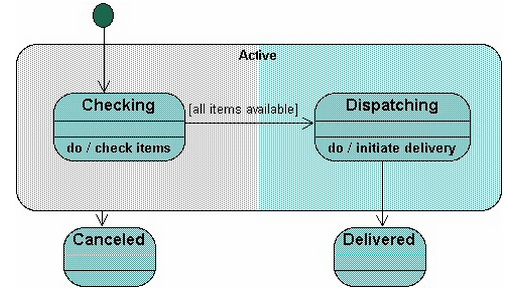 Active
Checking
[all items available]
Dispatching
do / check items
do / initiate delivery
Canceled
Delivered